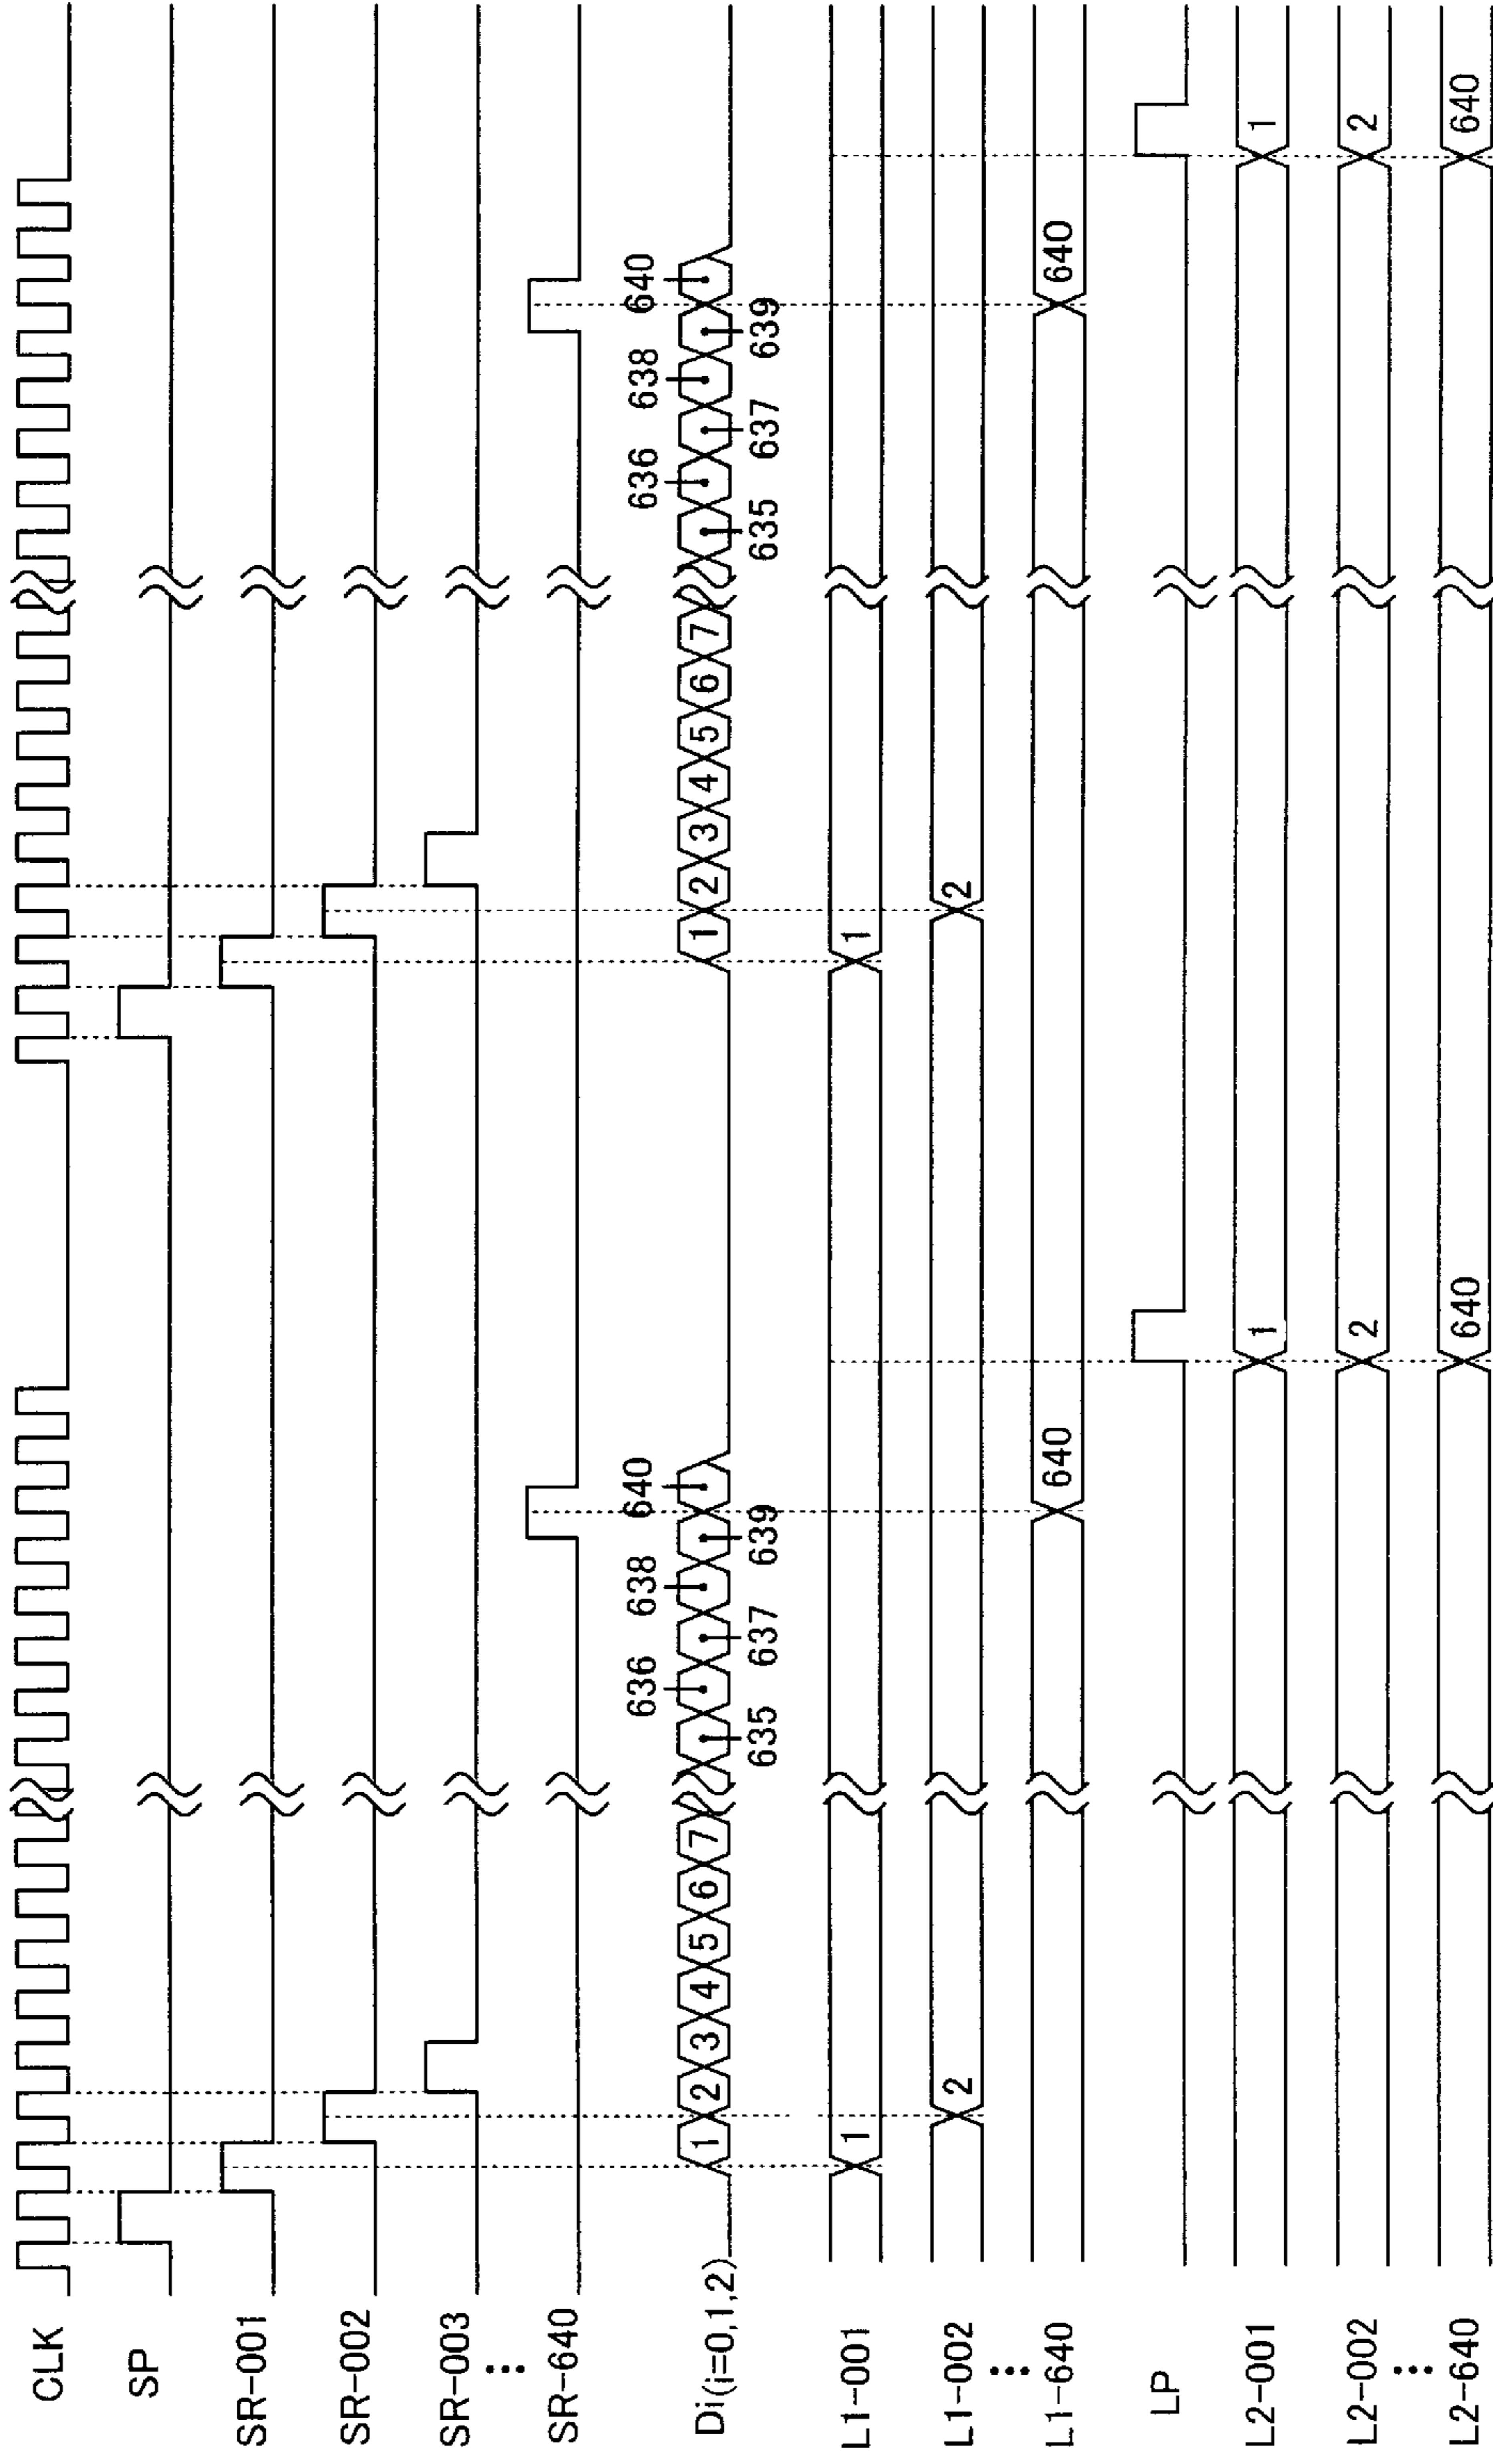 CLK
SP
SR-001
SR-002
SR-003
SR-640
636 638 640 636 638 640
Di(i=0,1,2) 1 2 3 4 5 6 7 1 2 3 4 5 6 7
635 637 639 635 637 639
L1-001 1 1
L1-002 2 2
L1-640 640 640
LP
L2-001 1 1
L2-002 2 2
L2-640 640 640